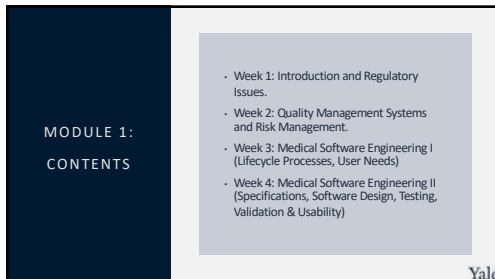 MODULE 1:
CONTENTS
• Week 1: Introduction and Regulatory
Issues.
• Week 2: Quality Management Systems
and Risk Management.
• Week 3: Medical Software Engineering I
(Lifecycle Processes, User Needs)
• Week 4: Medical Software Engineering II
(Specifications, Software Design, Testing,
Validation & Usability)
Yale